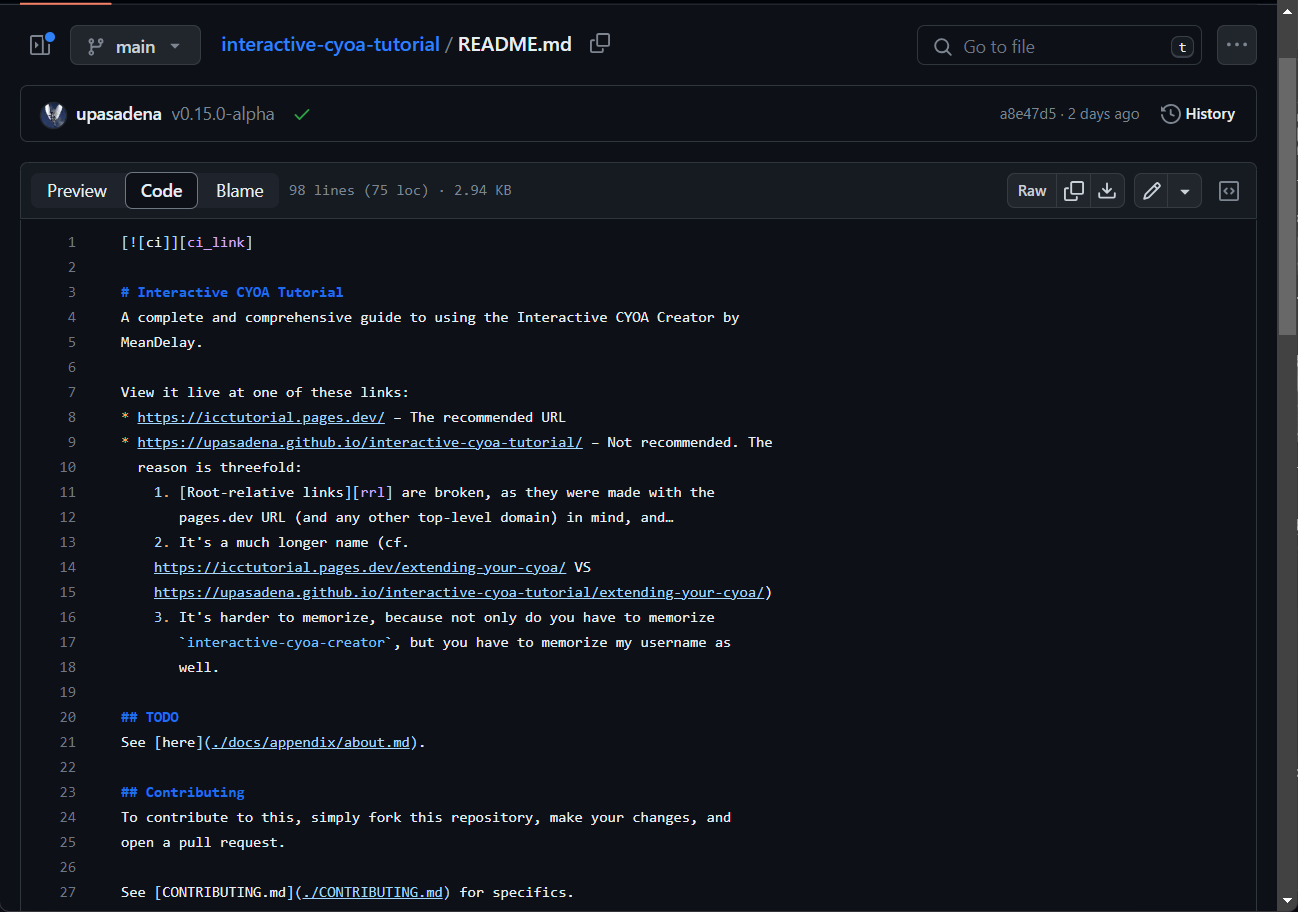 main
interactive-cyoa-tutorial / README.md
Go to file
t
upasadena v0.15.0-alpha
a8e47d5 · 2 days ago
History
Preview Code Blame 98 lines (75 loc) · 2.94 KB
Raw
1 [![ci]][ci_link]
2
3 # Interactive CYOA Tutorial
4 A complete and comprehensive guide to using the Interactive CYOA Creator by
5 MeanDelay.
6
7 View it live at one of these links:
8 * https://icctutorial.pages.dev/ – The recommended URL
9 * https://upasadena.github.io/interactive-cyoa-tutorial/ – Not recommended. The
10 reason is threefold:
11 1. [Root-relative links][rrl] are broken, as they were made with the
12 pages.dev URL (and any other top-level domain) in mind, and…
13 2. It's a much longer name (cf.
14 https://icctutorial.pages.dev/extending-your-cyoa/ VS
15 https://upasadena.github.io/interactive-cyoa-tutorial/extending-your-cyoa/)
16 3. It's harder to memorize, because not only do you have to memorize
17 `interactive-cyoa-creator`, but you have to memorize my username as
18 well.
19
20 ## TODO
21 See [here](./docs/appendix/about.md).
22
23 ## Contributing
24 To contribute to this, simply fork this repository, make your changes, and
25 open a pull request.
26
27 See [CONTRIBUTING.md](./CONTRIBUTING.md) for specifics.